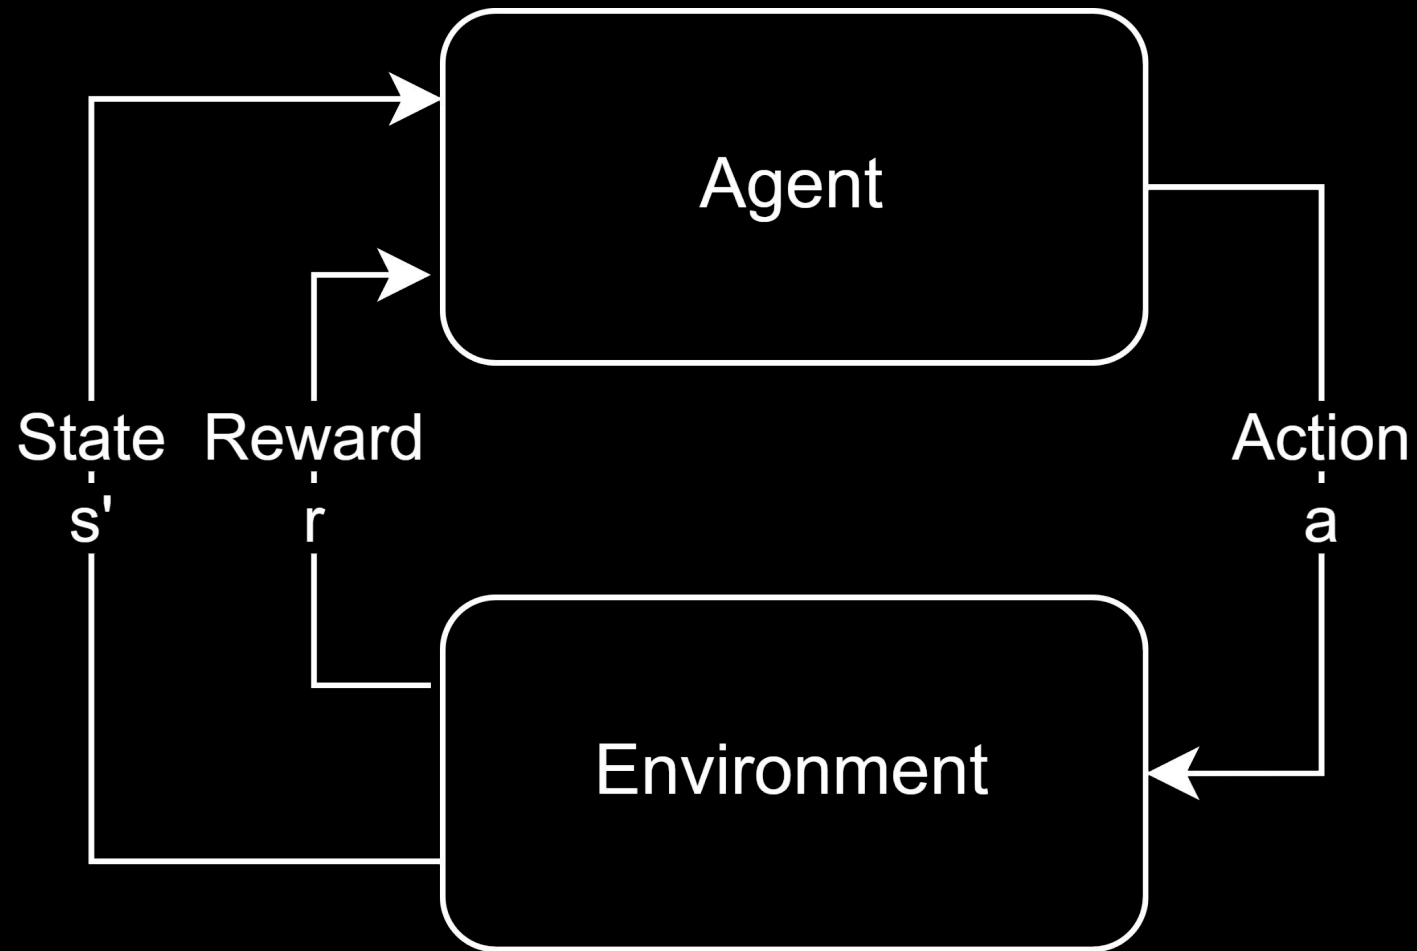 Agent
State
s'
Reward
r
Action
a
Environment